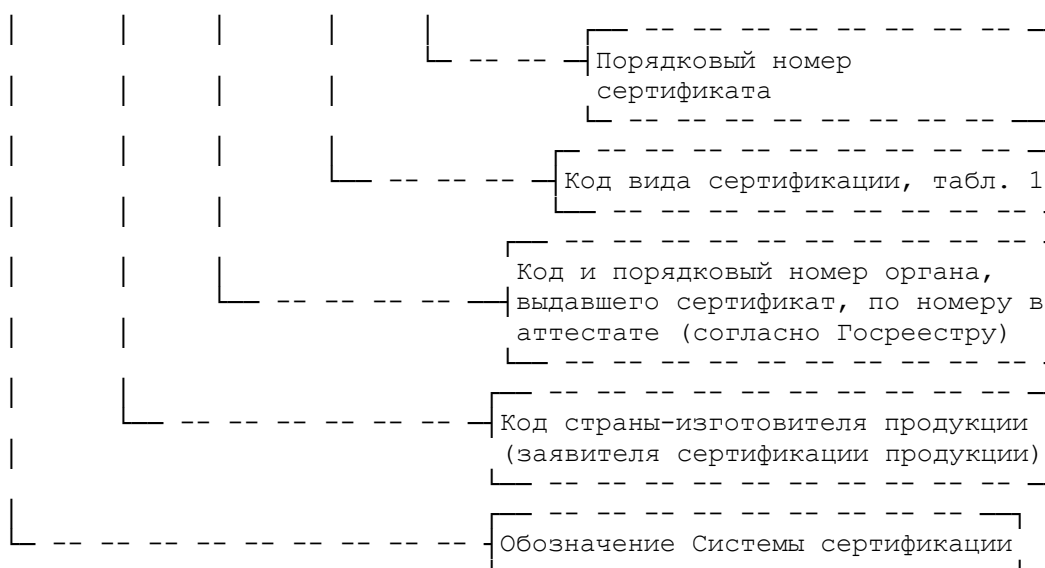 Порядковый номер
сертификата
Код вида сертификации, табл. 1
Код и порядковый номер органа,
выдавшего сертификат, по номеру в
аттестате (согласно Госреестру)
Код страны-изготовителя продукции
(заявителя сертификации продукции)
Обозначение Системы сертификации